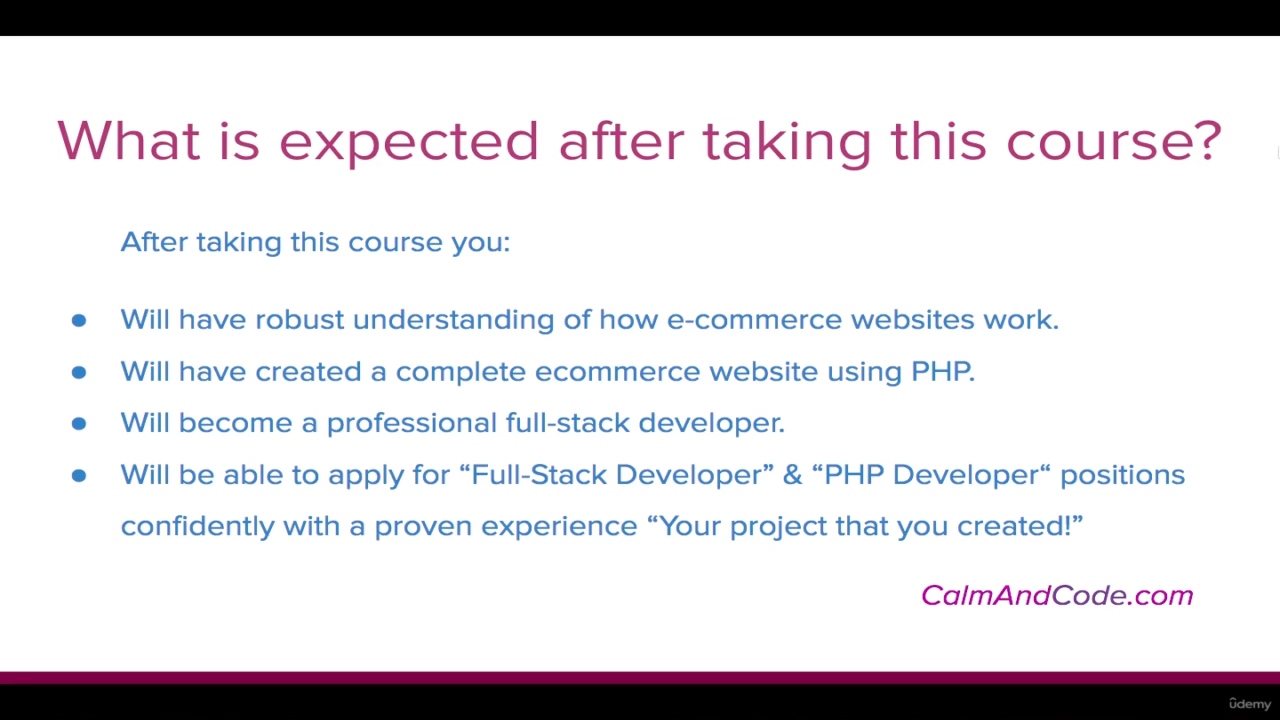 What is expected after taking this course?
After taking this course you:
● Will have robust understanding of how e-commerce websites work.
● Will have created a complete ecommerce website using PHP.
● Will become a professional full-stack developer.
● Will be able to apply for “Full-Stack Developer” & “PHP Developer“ positions
confidently with a proven experience “Your project that you created!”
CalmAndCode.com
ûdemy